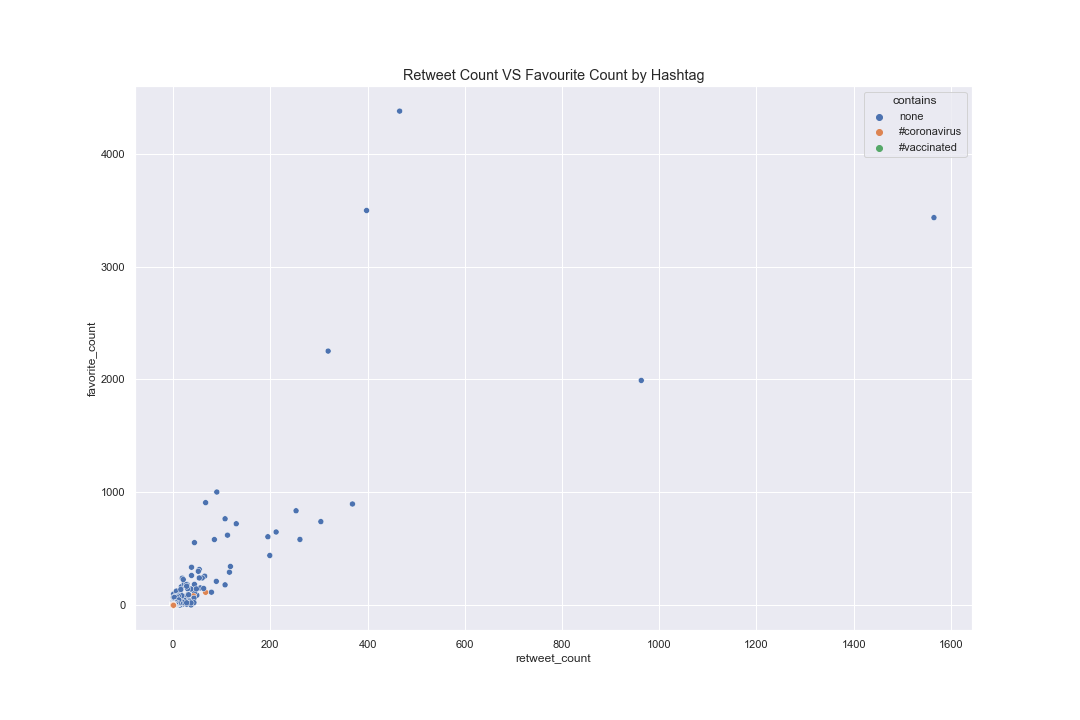 Retweet Count VS Favourite Count by Hashtag
contains
none
#coronavirus
#vaccinated
4000
3000
2000
1000
0
favorite_count
0 200 400 600 800 1000 1200 1400 1600
retweet_count